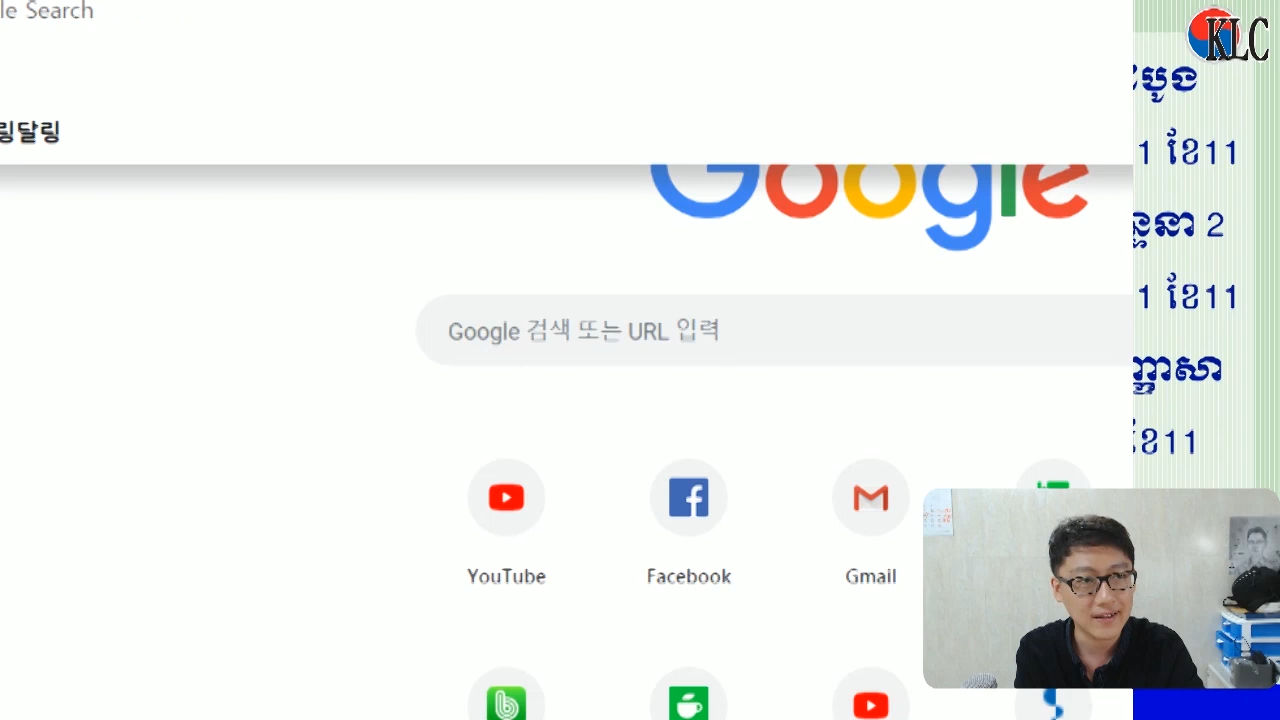 le Search
KLC
링달링
1 ខែ11
Google
2
Google 검색 또는 URL 입력
1 ខែ11
ខែ11
YouTube
Facebook
Gmail